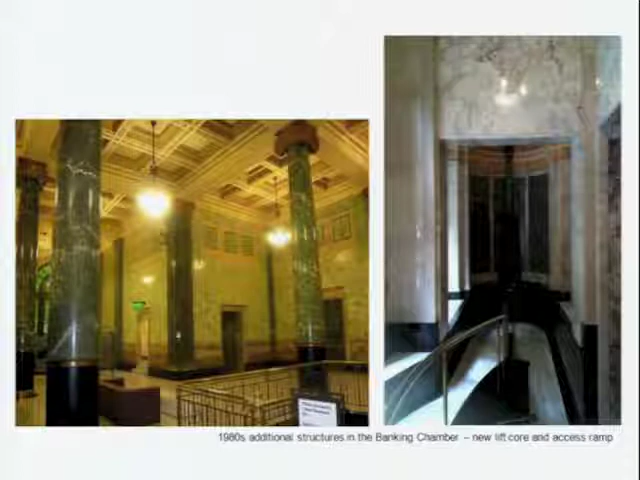 1980s additional structures in the Banking Chamber – new lift core and access ramp